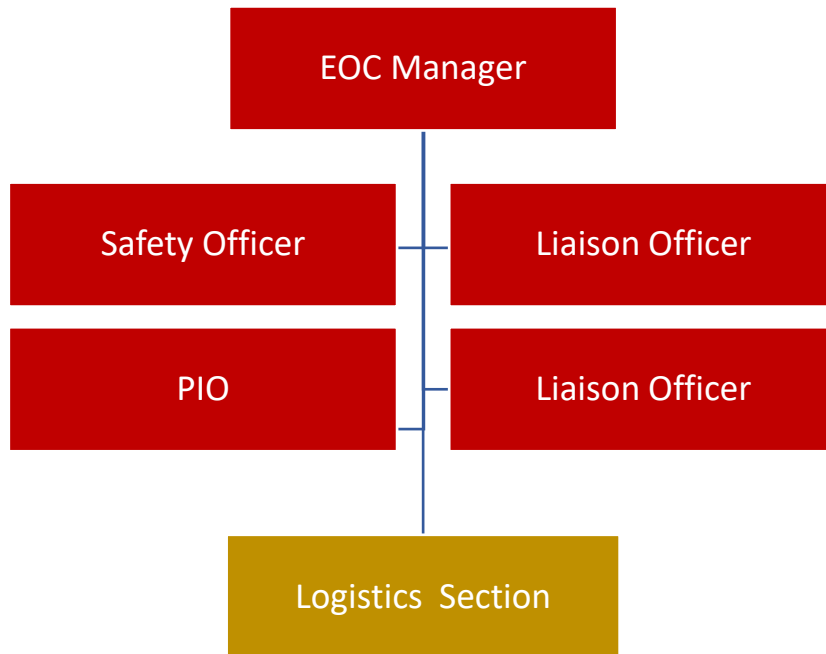 EOC Manager
Safety Officer
Liaison Officer
PIO
Liaison Officer
Logistics  Section